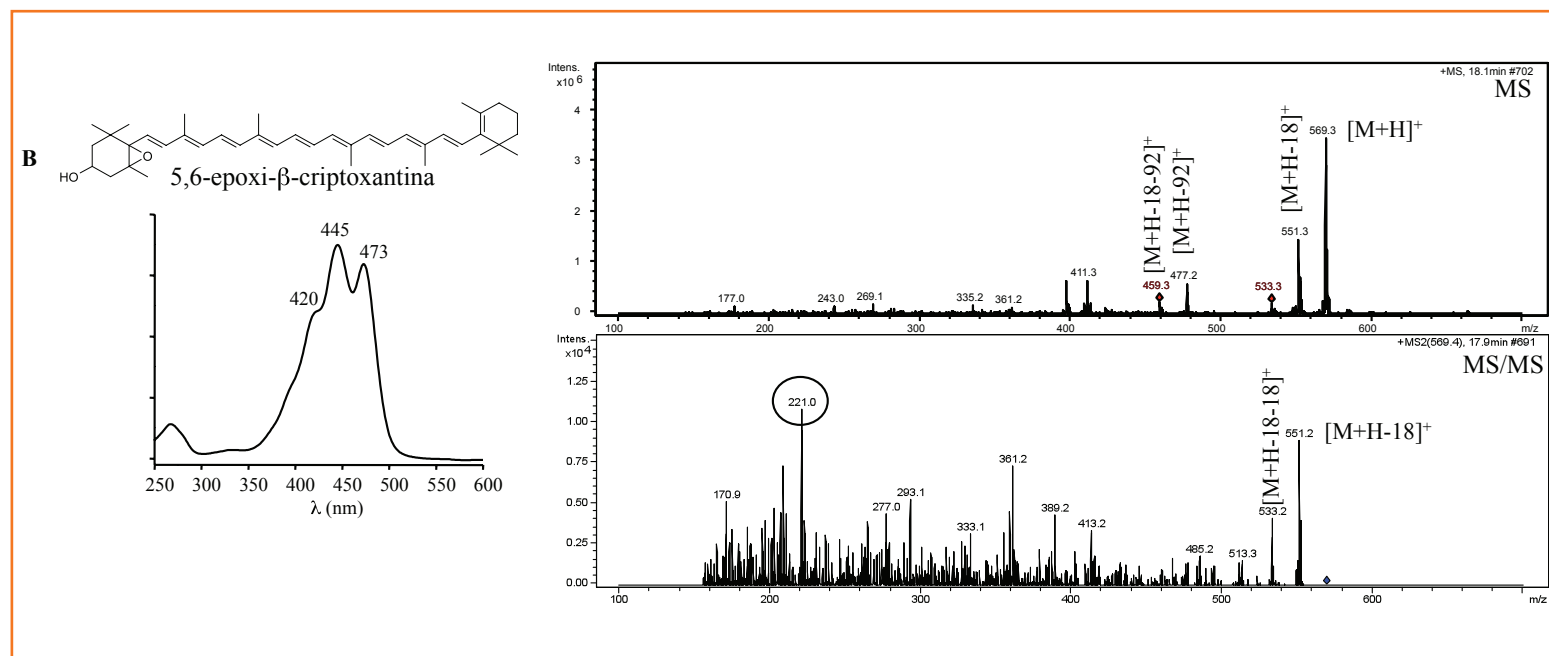 B
HO
O
5,6-epoxi-β-criptoxantina
420
445
473
250 300 350 400 450 500 550 600
λ (nm)
Intens.
x10 6
+MS, 18.1min #702
MS
4
3
2
1
0
177.0
243.0
269.1
335.2
361.2
411.3
459.3
[M+H-18-92]+
477.2
[M+H-92]+
533.3
551.3
[M+H-18]+
569.3
[M+H]+
100 200 300 400 500 600 m/z
Intens.
x10 4
+MS2(569.4), 17.9min #691
MS/MS
1.25
1.00
0.75
0.50
0.25
0.00
170.9
221.0
277.0
293.1
333.1
361.2
389.2
413.2
485.2
513.3
533.2
[M+H-18-18]+
551.2
[M+H-18]+
100 200 300 400 500 600 m/z